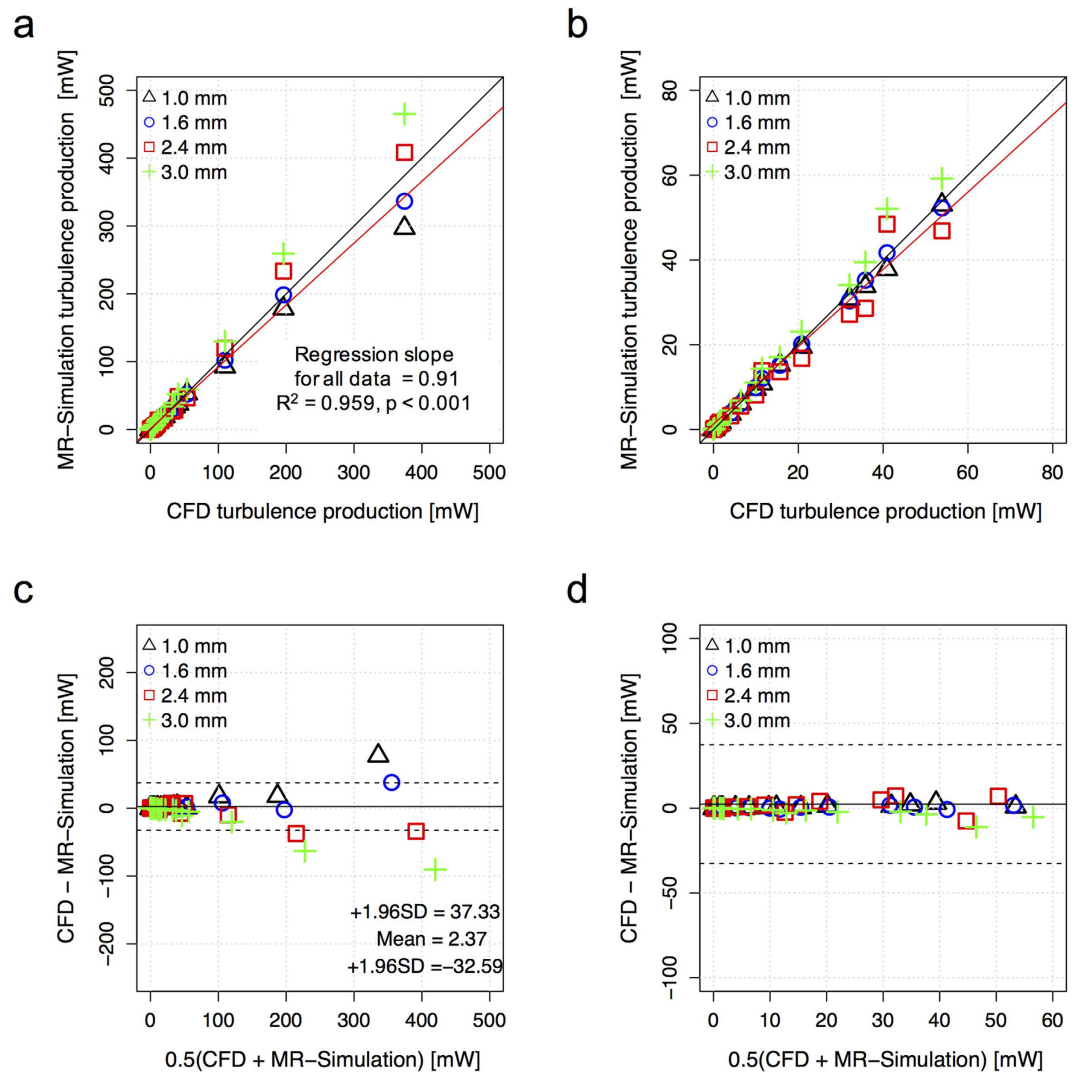 a
MR−Simulation turbulence production [mW]
500
400
300
200
100
0
1.0 mm
1.6 mm
2.4 mm
3.0 mm
Regression slope
for all data = 0.91
R² = 0.959, p < 0.001
0 100 200 300 400 500
CFD turbulence production [mW]
b
MR−Simulation turbulence production [mW]
80
60
40
20
0
1.0 mm
1.6 mm
2.4 mm
3.0 mm
0 20 40 60 80
CFD turbulence production [mW]
c
CFD − MR−Simulation [mW]
200
100
0
−100
−200
1.0 mm
1.6 mm
2.4 mm
3.0 mm
+1.96SD = 37.33
Mean = 2.37
+1.96SD =−32.59
0 100 200 300 400 500
0.5(CFD + MR−Simulation) [mW]
d
CFD − MR−Simulation [mW]
100
50
0
−50
−100
1.0 mm
1.6 mm
2.4 mm
3.0 mm
0 10 20 30 40 50 60
0.5(CFD + MR−Simulation) [mW]